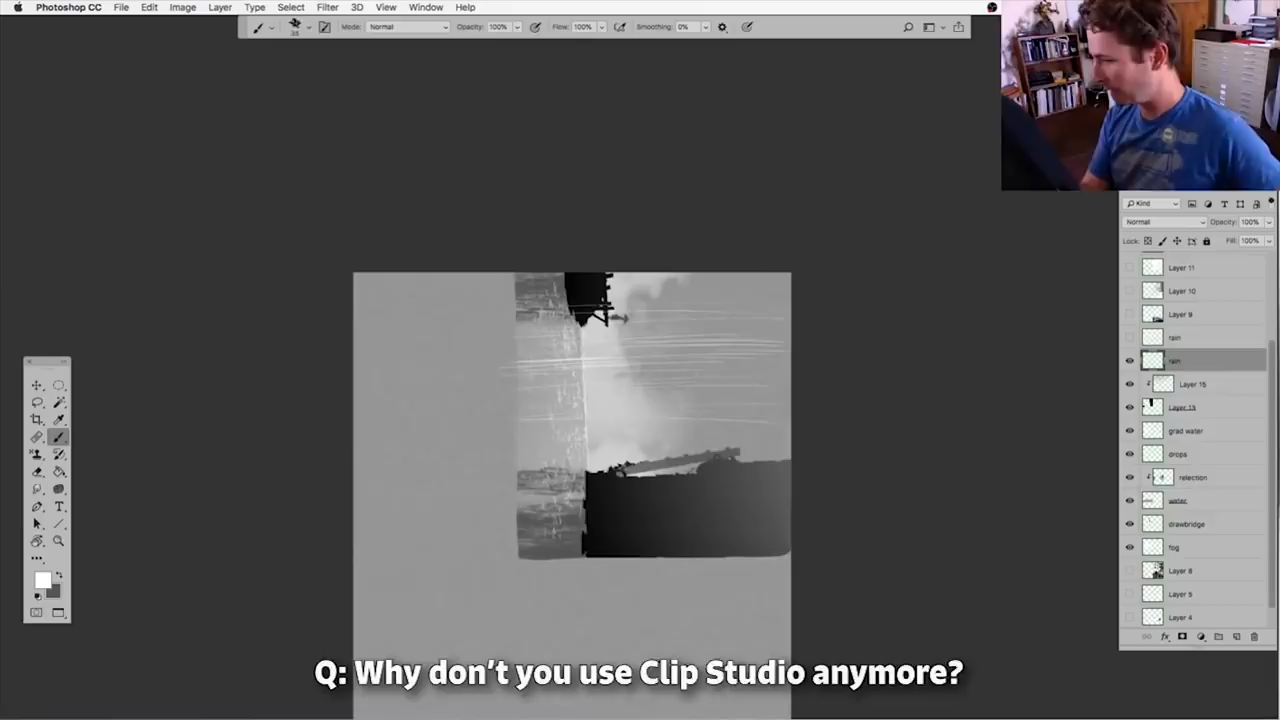 Photoshop CC File Edit Image Layer Type Select Filter 3D View Window Help
35 Mode: Normal Opacity: 100% Flow: 100% Smoothing: 0%
Kind
Normal Opacity: 100%
Lock: Fill: 100%
Layer 11
Layer 10
Layer 9
rain
rain
Layer 15
Layer 13
grad water
drops
relection
water
drawbridge
fog
Layer 8
Layer 5
Layer 4
Q: Why don't you use Clip Studio anymore?